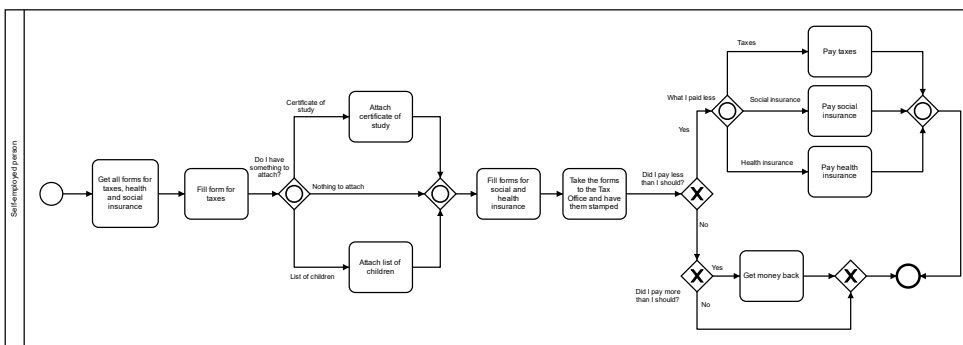 Self-employed person
Get all forms for
taxes, health
and social
insurance
Fill form for
taxes
Do I have
something to
attach?
Certificate of
study
Attach
certificate of
study
Nothing to attach
List of children
Attach list of
children
Fill forms for
social and
health
insurance
Take the forms
to the Tax
Office and have
them stamped
Did I pay less
than I should?
Yes
What I paid less
Taxes
Pay taxes
Social insurance
Pay social
insurance
Health insurance
Pay health
insurance
No
Did I pay more
than I should?
Yes
Get money back
No